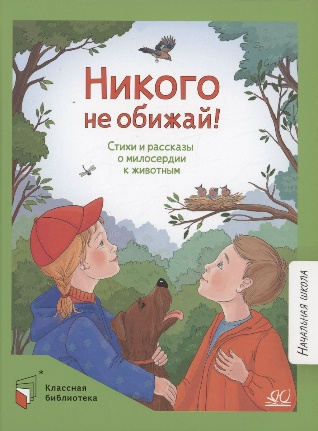 Никого
не обижай!
Стихи и рассказы
о милосердии
к животным
Начальная школа
Классная
библиотека